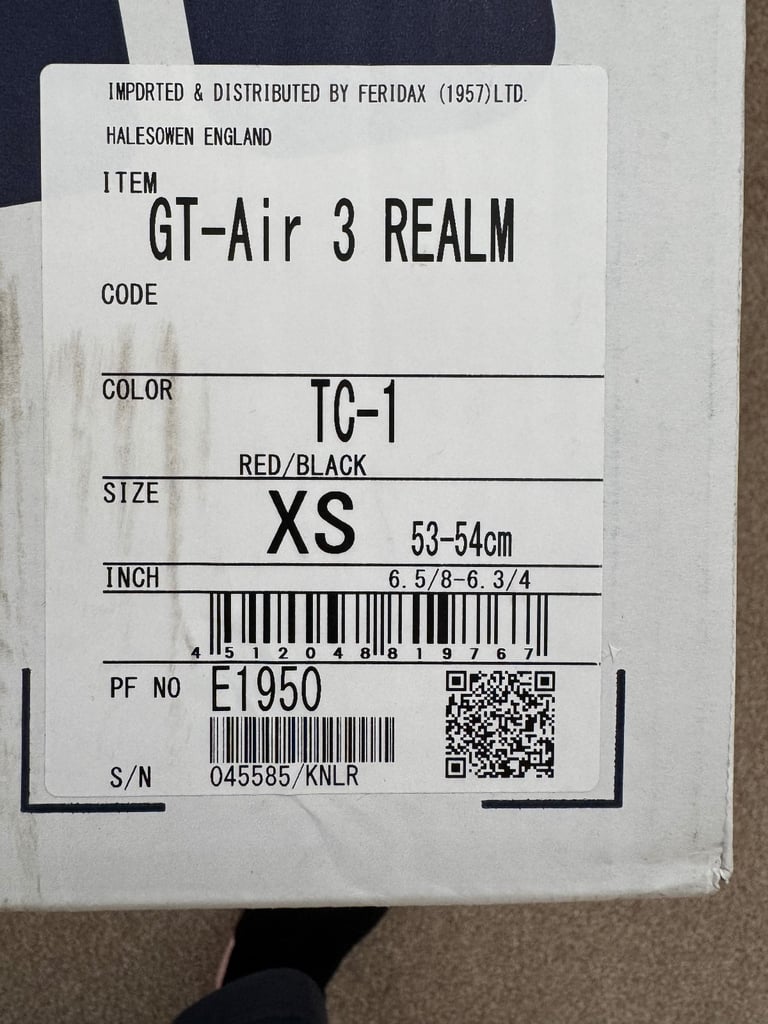 IMPORTED & DISTRIBUTED BY FERIDAX (1957)LTD.
HALESOWEN ENGLAND
ITEM
GT-Air 3 REALM
CODE
COLOR
TC-1
RED/BLACK
SIZE
XS 53-54cm
INCH
6.5/8-6.3/4
4 512048 819767
PF NO E1950
S/N 045585/KNLR